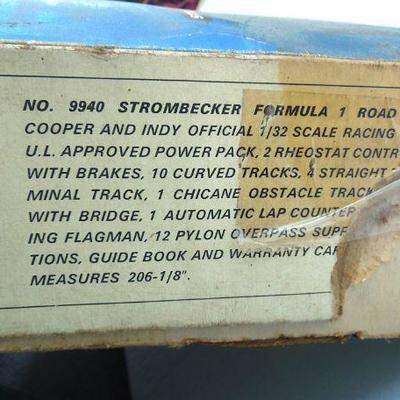 NO. 9940 STROMBECKER FORMULA 1 ROAD
COOPER AND INDY OFFICIAL 1/32 SCALE RACING
U.L. APPROVED POWER PACK, 2 RHEOSTAT CONTR
WITH BRAKES, 10 CURVED TRACKS, 4 STRAIGHT T
MINAL TRACK, 1 CHICANE OBSTACLE TRACK
WITH BRIDGE, 1 AUTOMATIC LAP COUNTER
ING FLAGMAN, 12 PYLON OVERPASS SUPP
TIONS, GUIDE BOOK AND WARRANTY CAR
MEASURES 206-1/8".